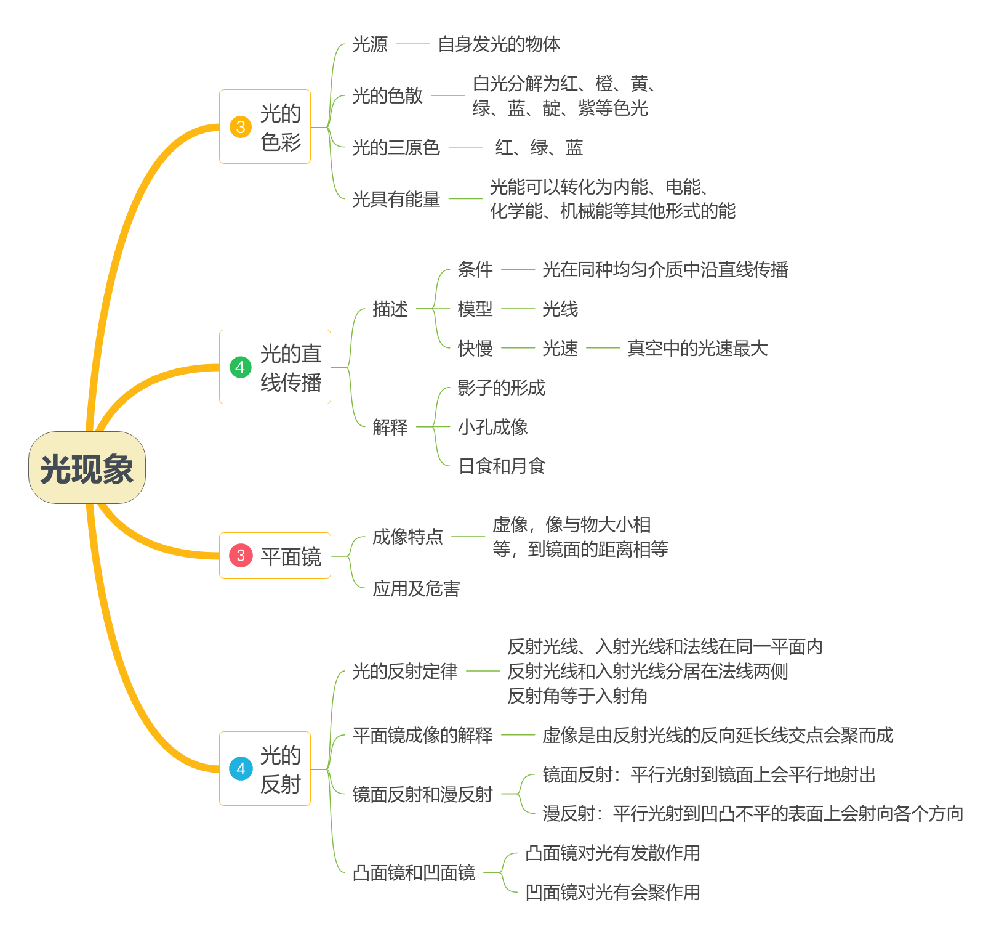 光现象
3
光的
色彩
光源
自身发光的物体
光的色散
白光分解为红、橙、黄、
绿、蓝、靛、紫等色光
光的三原色
红、绿、蓝
光具有能量
光能可以转化为内能、电能、
化学能、机械能等其他形式的能
4
光的直
线传播
描述
条件
光在同种均匀介质中沿直线传播
模型
光线
快慢
光速
真空中的光速最大
解释
影子的形成
小孔成像
日食和月食
3
平面镜
成像特点
虚像，像与物大小相
等，到镜面的距离相等
应用及危害
4
光的
反射
光的反射定律
反射光线、入射光线和法线在同一平面内
反射光线和入射光线分居在法线两侧
反射角等于入射角
平面镜成像的解释
虚像是由反射光线的反向延长线交点会聚而成
镜面反射和漫反射
镜面反射：平行光射到镜面上会平行地射出
漫反射：平行光射到凹凸不平的表面上会射向各个方向
凸面镜和凹面镜
凸面镜对光有发散作用
凹面镜对光有会聚作用